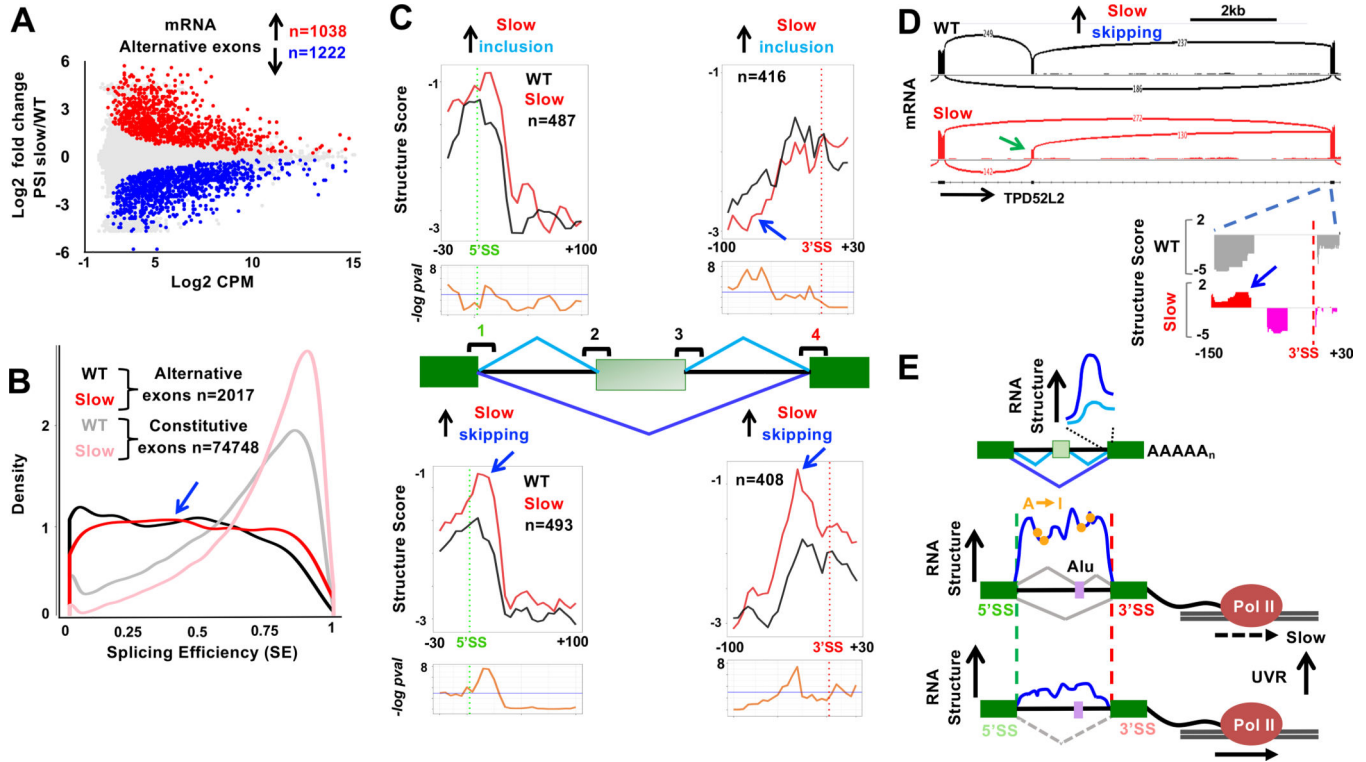 A
mRNA
Alternative exons
n=1038
n=1222
Log2 fold change
PSI slow/WT
6
3
0
-3
-6
-1
5
10
15
Log2 CPM
B
WT
Slow
Alternative
exons n=2017
WT
Slow
Constitutive
exons n=74748
Density
2
1
0
0
0.25
0.5
0.75
1
Splicing Efficiency (SE)
C
Slow
inclusion
Structure Score
-1
-3
WT
Slow
n=487
-30
5'SS
+100
-log pval
8
Slow
inclusion
-1
-3
n=416
-100
3'SS
+30
8
1
2
3
4
Slow
skipping
Structure Score
-1
-3
WT
Slow
n=493
-30
5'SS
+100
-log pval
8
Slow
skipping
-1
-3
n=408
-100
3'SS
+30
8
D
WT
Slow
skipping
2kb
249
237
186
mRNA
Slow
272
130
142
TPD52L2
Structure Score
WT
2
-5
Slow
2
-5
-150
3'SS
+30
E
RNA
Structure
AAAAAn
A→I
RNA
Structure
Alu
5'SS
3'SS
Pol II
Slow
UVR
RNA
Structure
5'SS
3'SS
Pol II